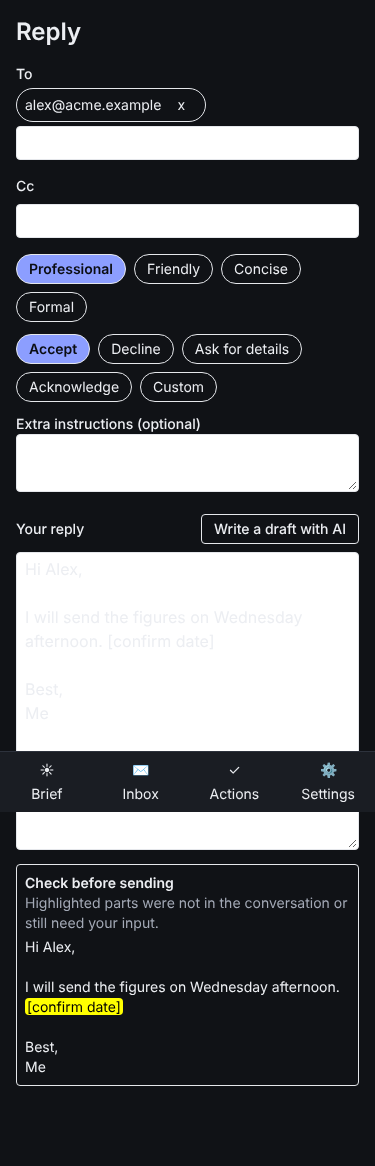 Reply
To
alex@acme.example x
Cc
Professional Friendly Concise
Formal
Accept Decline Ask for details
Acknowledge Custom
Extra instructions (optional)
Your reply Write a draft with AI
Hi Alex,
I will send the figures on Wednesday
afternoon. [confirm date]
Best,
Me
Brief Inbox Actions Settings
Check before sending
Highlighted parts were not in the conversation or
still need your input.
Hi Alex,
I will send the figures on Wednesday afternoon.
[confirm date]
Best,
Me